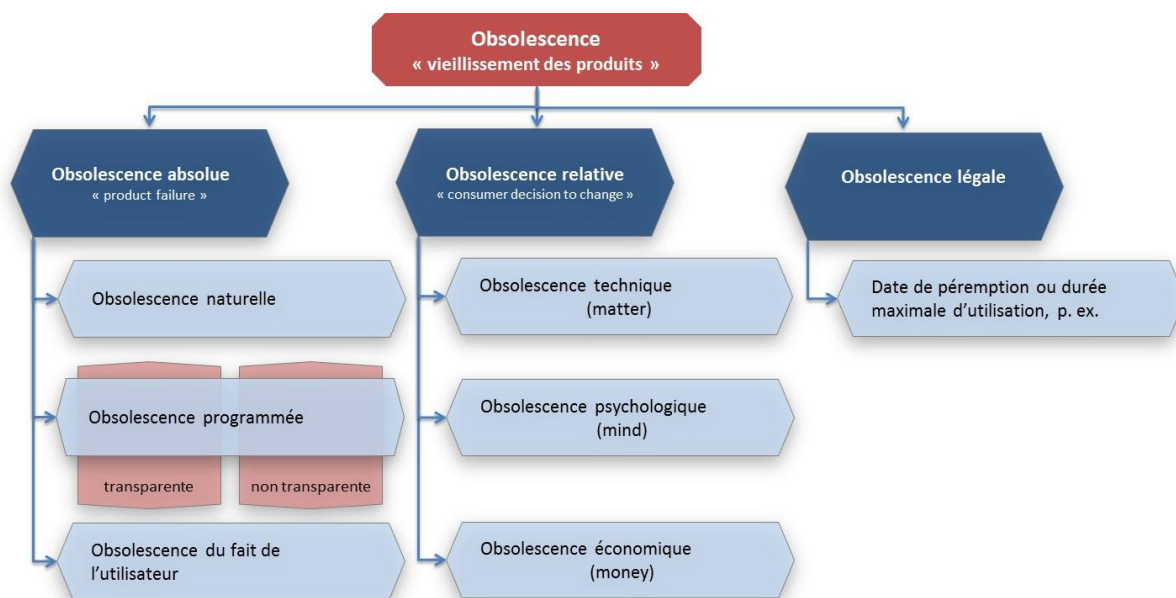 Obsolescence
« vieillissement des produits »
Obsolescence absolue
« product failure »
Obsolescence relative
« consumer decision to change »
Obsolescence légale
Obsolescence naturelle
Obsolescence technique
(matter)
Date de péremption ou durée
maximale d’utilisation, p. ex.
Obsolescence programmée
transparente
non transparente
Obsolescence psychologique
(mind)
Obsolescence du fait de
l’utilisateur
Obsolescence économique
(money)